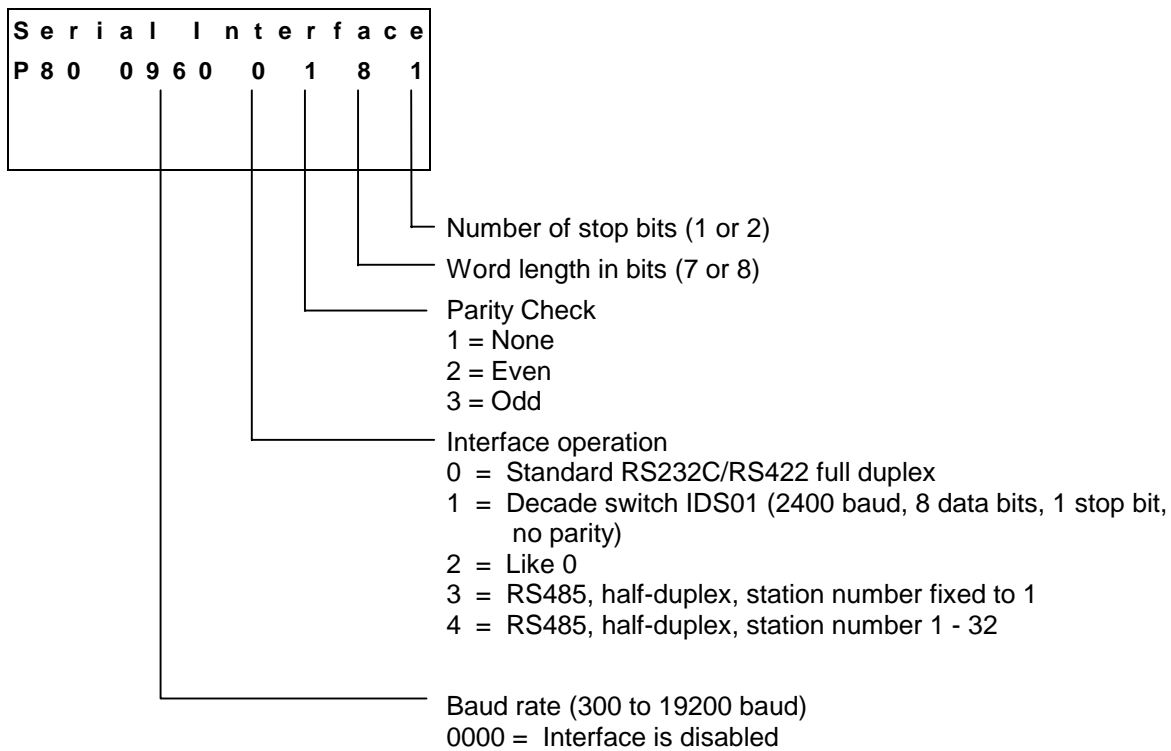 Serial Interface
P80 0960 0 1 8 1
Number of stop bits (1 or 2)
Word length in bits (7 or 8)
Parity Check
1 = None
2 = Even
3 = Odd
Interface operation
0 = Standard RS232C/RS422 full duplex
1 = Decade switch IDS01 (2400 baud, 8 data bits, 1 stop bit,
no parity)
2 = Like 0
3 = RS485, half-duplex, station number fixed to 1
4 = RS485, half-duplex, station number 1 - 32
Baud rate (300 to 19200 baud)
0000 = Interface is disabled